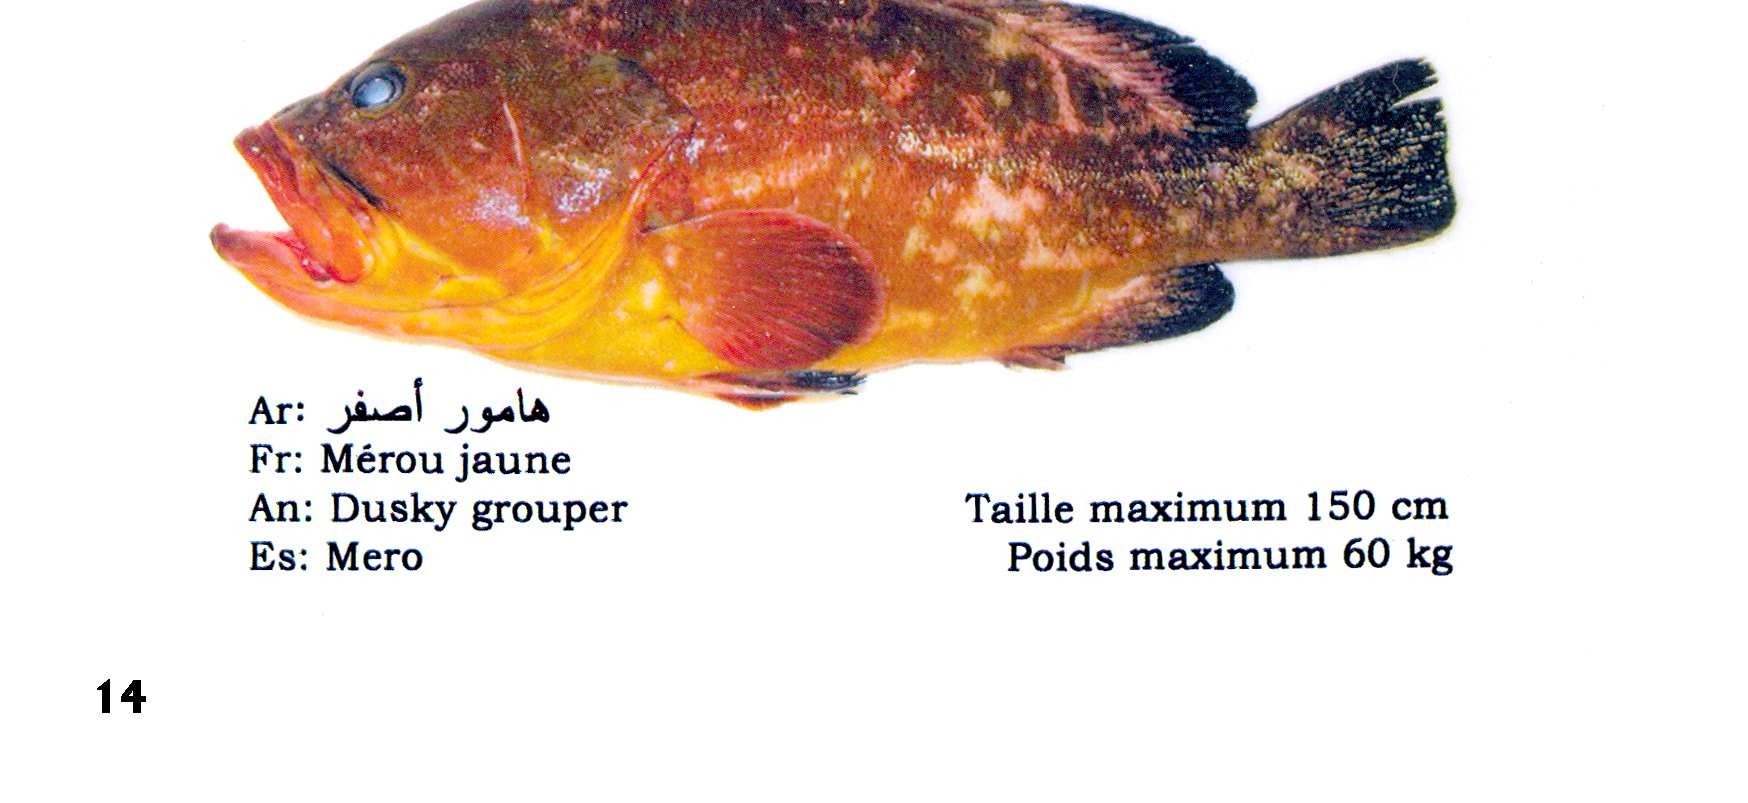 Ar: هامور أصفر
Fr: Mérou jaune
An: Dusky grouper
Es: Mero
Taille maximum 150 cm
Poids maximum 60 kg
14